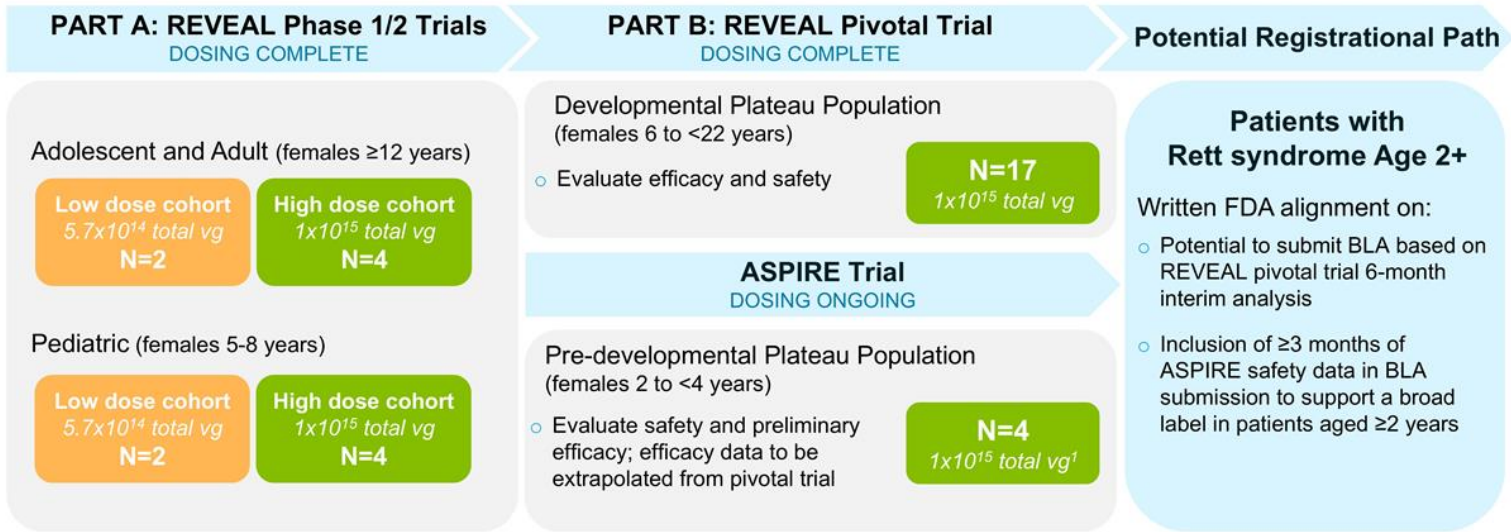 PART A: REVEAL Phase 1/2 Trials
DOSING COMPLETE
Adolescent and Adult (females ≥12 years)
Low dose cohort
5.7x10¹⁴ total vg
N=2
High dose cohort
1x10¹⁵ total vg
N=4
Pediatric (females 5-8 years)
Low dose cohort
5.7x10¹⁴ total vg
N=2
High dose cohort
1x10¹⁵ total vg
N=4
PART B: REVEAL Pivotal Trial
DOSING COMPLETE
Developmental Plateau Population
(females 6 to <22 years)
o Evaluate efficacy and safety
N=17
1x10¹⁵ total vg
ASPIRE Trial
DOSING ONGOING
Pre-developmental Plateau Population
(females 2 to <4 years)
o Evaluate safety and preliminary
efficacy; efficacy data to be
extrapolated from pivotal trial
N=4
1x10¹⁵ total vg¹
Potential Registrational Path
Patients with
Rett syndrome Age 2+
Written FDA alignment on:
o Potential to submit BLA based on
REVEAL pivotal trial 6-month
interim analysis
o Inclusion of ≥3 months of
ASPIRE safety data in BLA
submission to support a broad
label in patients aged ≥2 years